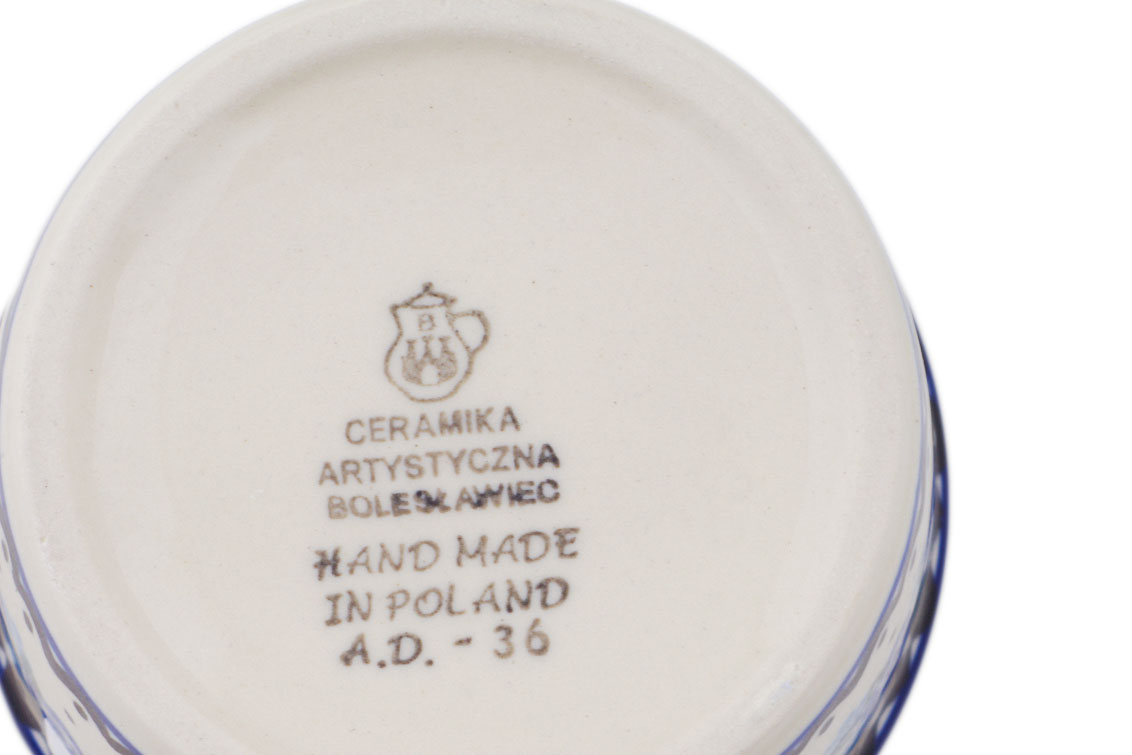 B
CERAMIKA
ARTYSTYCZNA
BOLESŁAWIEC
HAND MADE
IN POLAND
A.D. - 36